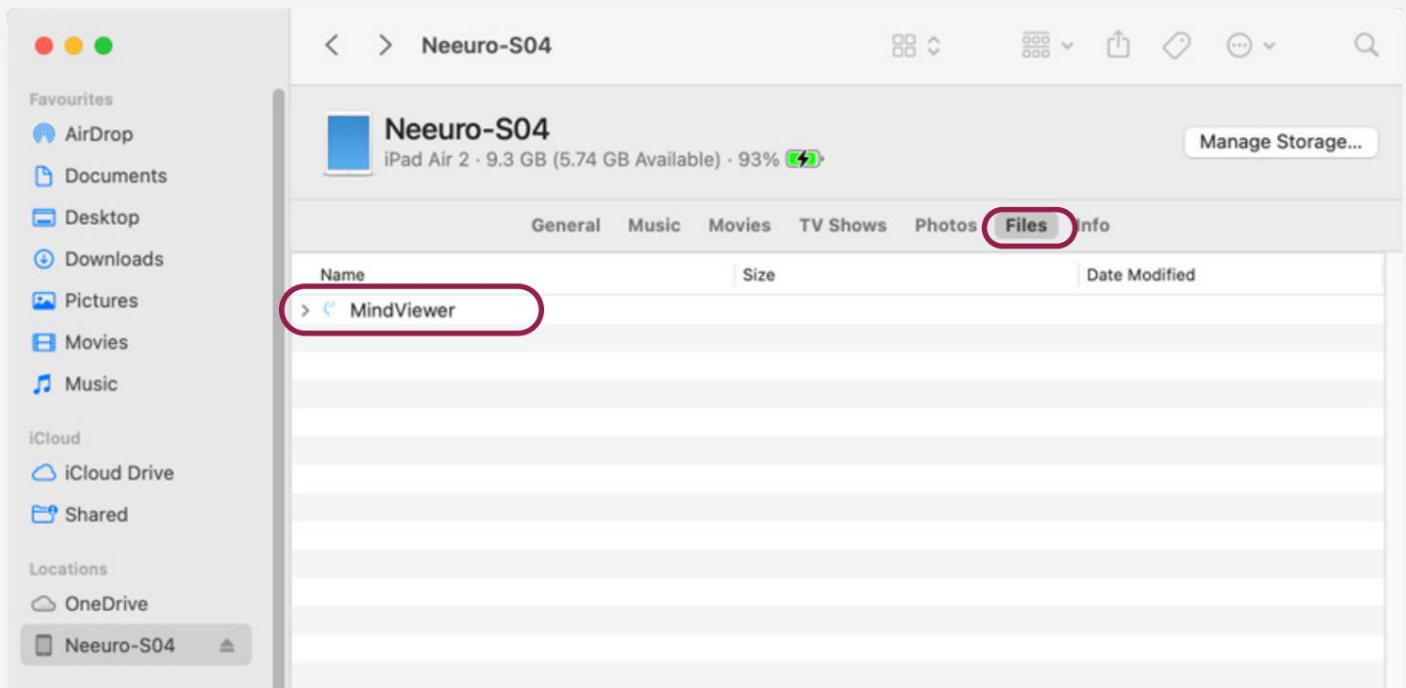 Neeuro-S04
Favourites
AirDrop
Documents
Desktop
Downloads
Pictures
Movies
Music
iCloud
iCloud Drive
Shared
Locations
OneDrive
Neeuro-S04
Neeuro-S04
iPad Air 2 · 9.3 GB (5.74 GB Available) · 93%
Manage Storage...
General Music Movies TV Shows Photos Files Info
Name Size Date Modified
MindViewer